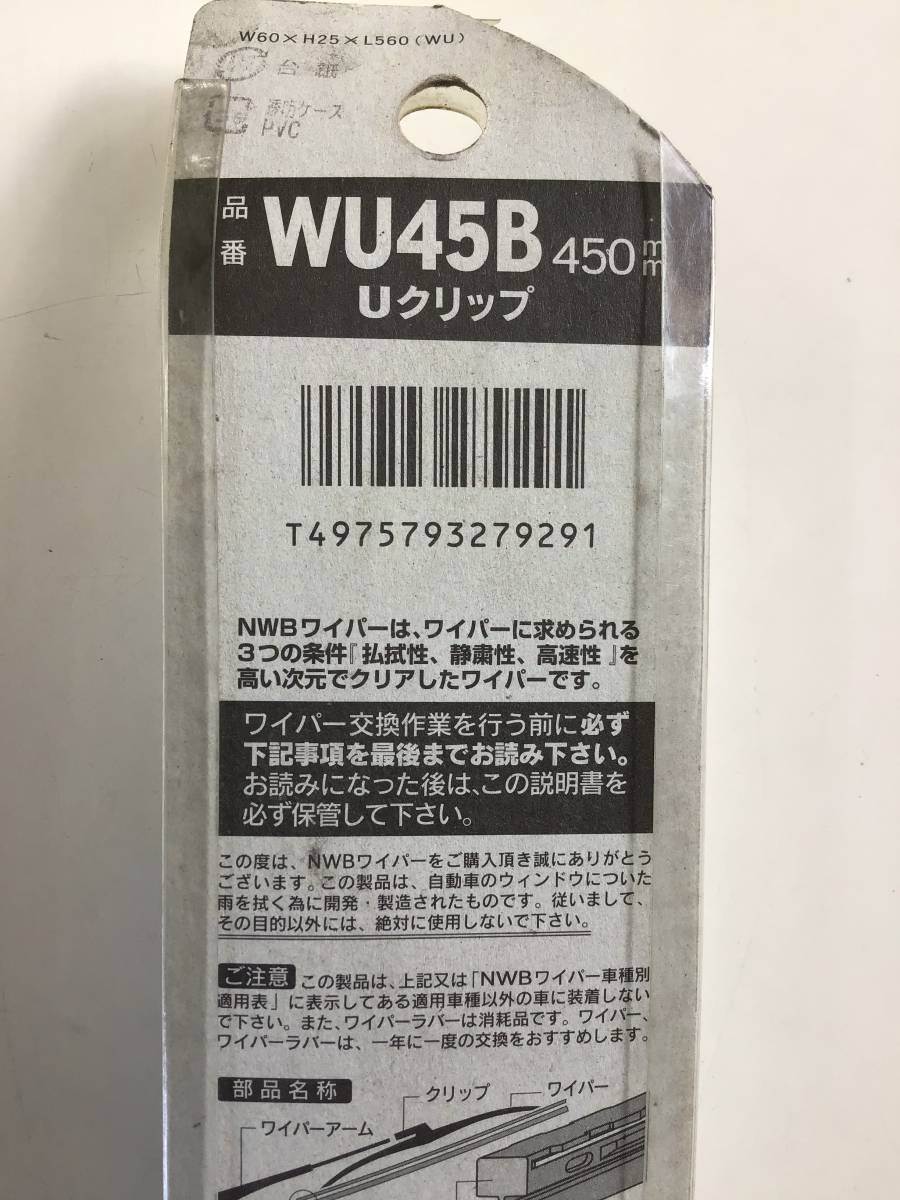 W60×H25×L560(WU)
台紙
ケース
PVC
品番 WU45B 450mm
Uクリップ
T4975793279291
NWBワイパーは、ワイパーに求められる
3つの条件『払拭性、静粛性、高速性』を
高い次元でクリアしたワイパーです。
ワイパー交換作業を行う前に必ず
下記事項を最後までお読み下さい。
お読みになった後は、この説明書を
必ず保管して下さい。
この度は、NWBワイパーをご購入頂き誠にありがとう
ございます。この製品は、自動車のウィンドウについた
雨を拭く為に開発・製造されたものです。従いまして、
その目的以外には、絶対に使用しないで下さい。
ご注意 この製品は、上記又は「NWBワイパー車種別
適用表」に表示してある適用車種以外の車に装着しない
で下さい。また、ワイパーラバーは消耗品です。ワイパー、
ワイパーラバーは、一年に一度の交換をおすすめします。
部品名称
クリップ
ワイパー
ワイパーアーム